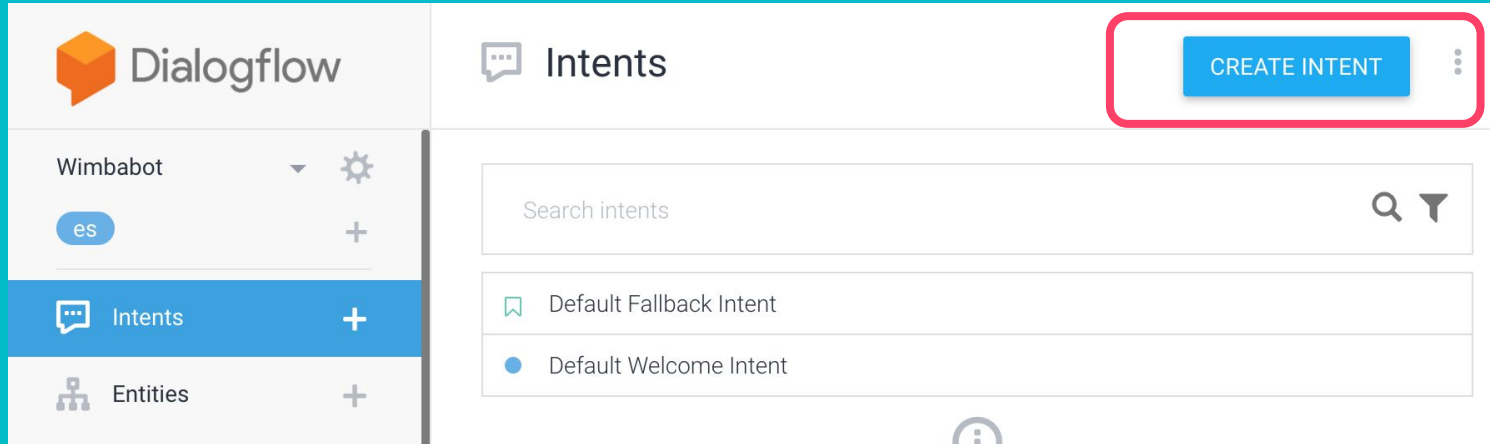 Dialogflow
Intents
CREATE INTENT
Wimbabot
es
Search intents
Intents
Default Fallback Intent
Default Welcome Intent
Entities